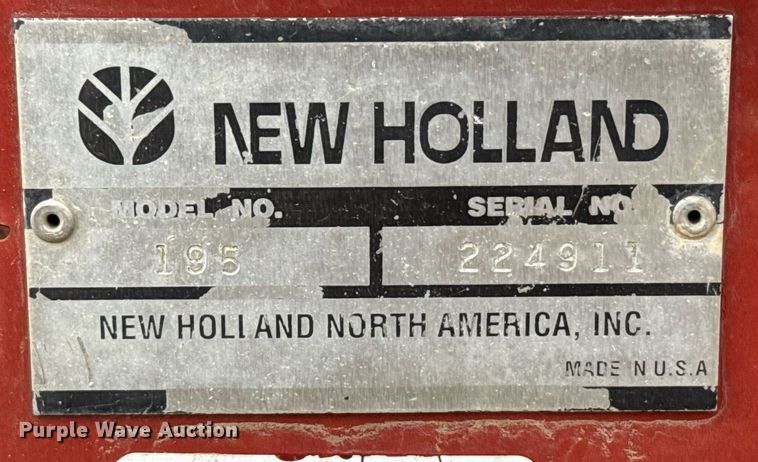 NEW HOLLAND
MODEL NO. SERIAL NO.
195 224911
NEW HOLLAND NORTH AMERICA, INC.
MADE IN U.S.A
Purple Wave Auction